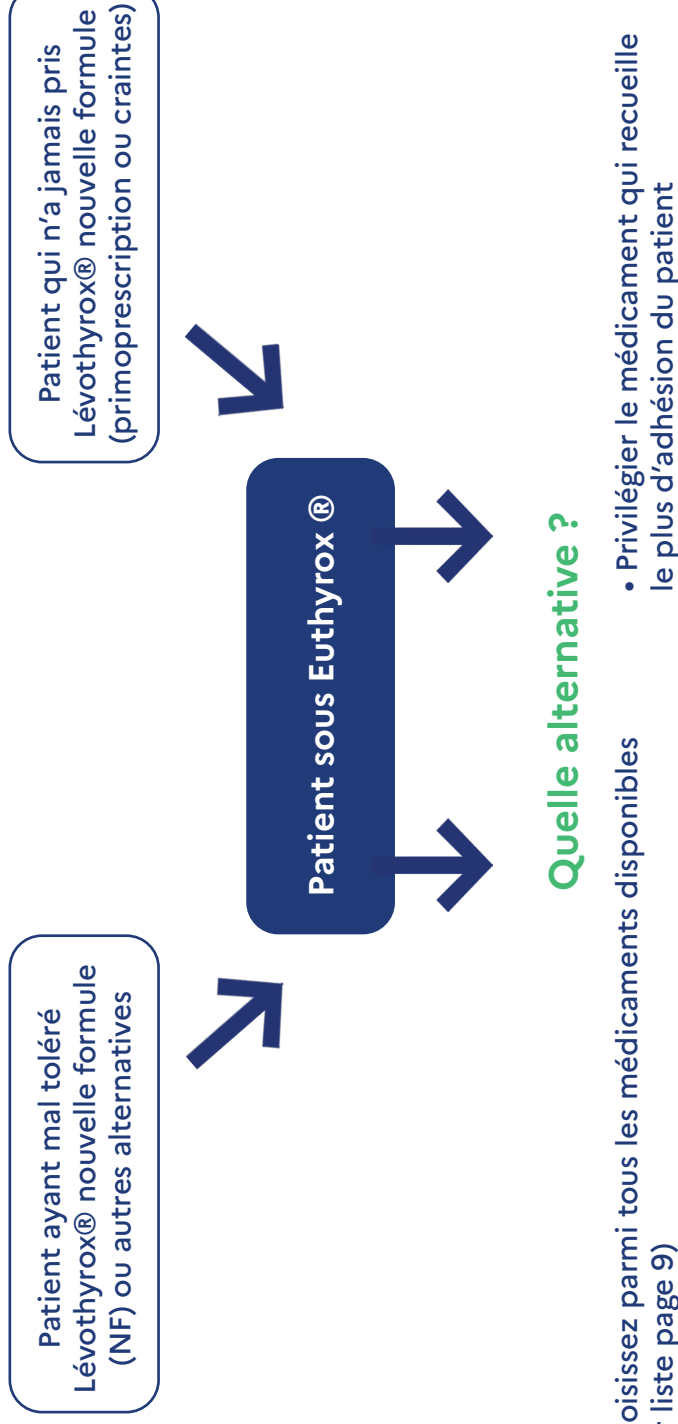 Patient ayant mal toléré
Lévothyrox® nouvelle formule
(NF) ou autres alternatives
Patient qui n’a jamais pris
Lévothyrox® nouvelle formule
(primoprescription ou craintes)
Patient sous Euthyrox ®
Quelle alternative ?
parmi tous les médicaments disponibles
liste page 9)
• Privilégier le médicament qui recueille
le plus d’adhésion du patient